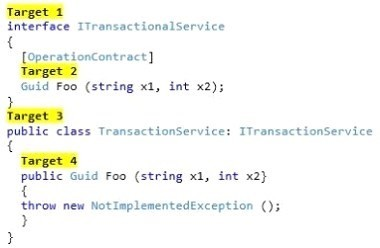 Target 1
interface ITransactionalService
{
[OperationContract]
Target 2
Guid Foo (string x1, int x2);
}
Target 3
public class TransactionService: ITransactionService
{
Target 4
public Guid Foo (string x1, int x2}
{
throw new NotImplementedException ();
}
}